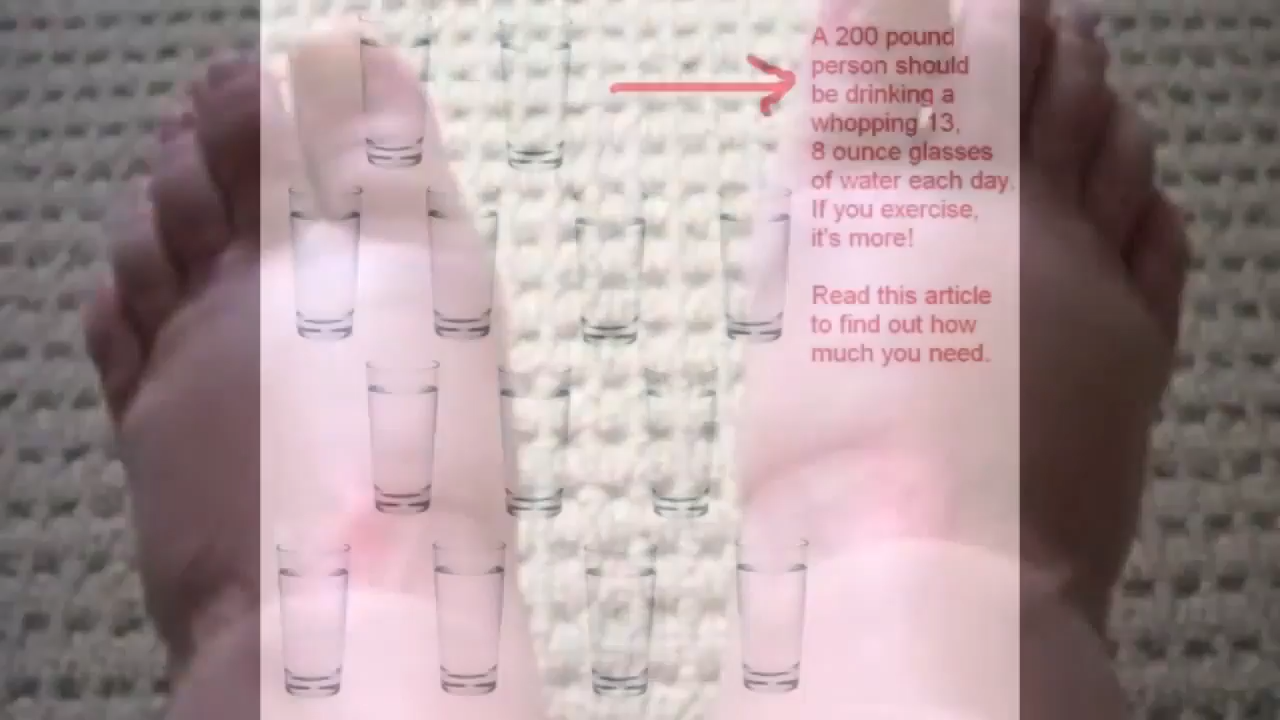 A 200 pound
person should
be drinking a
whopping 13,
8 ounce glasses
of water each day.
If you exercise,
it's more!
Read this article
to find out how
much you need.